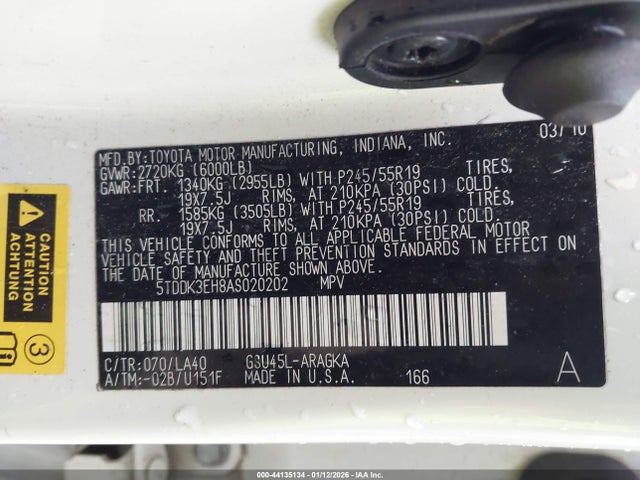 MFD.BY:TOYOTA MOTOR MANUFACTURING, INDIANA, INC. 03/10
GVWR:2720KG (6000LB)
GAWR:FRT. 1340KG (2955LB) WITH P245/55R19 TIRES,
19X7.5J RIMS, AT 210KPA (30PSI) COLD.
RR. 1585KG (3505LB) WITH P245/55R19 TIRES,
19X7.5J RIMS, AT 210KPA (30PSI) COLD.
THIS VEHICLE CONFORMS TO ALL APPLICABLE FEDERAL MOTOR
VEHICLE SAFETY AND THEFT PREVENTION STANDARDS IN EFFECT ON
THE DATE OF MANUFACTURE SHOWN ABOVE.
5TDDK3EH8AS020202 MPV
C/TR:070/LA40 GSU45L-ARAGKA
A/TM:-02B/U151F MADE IN U.S.A. 166 A
CAUTION
ACHTUNG
ATTENTION
3
000-44135134 - 01/12/2026 - IAA Inc.